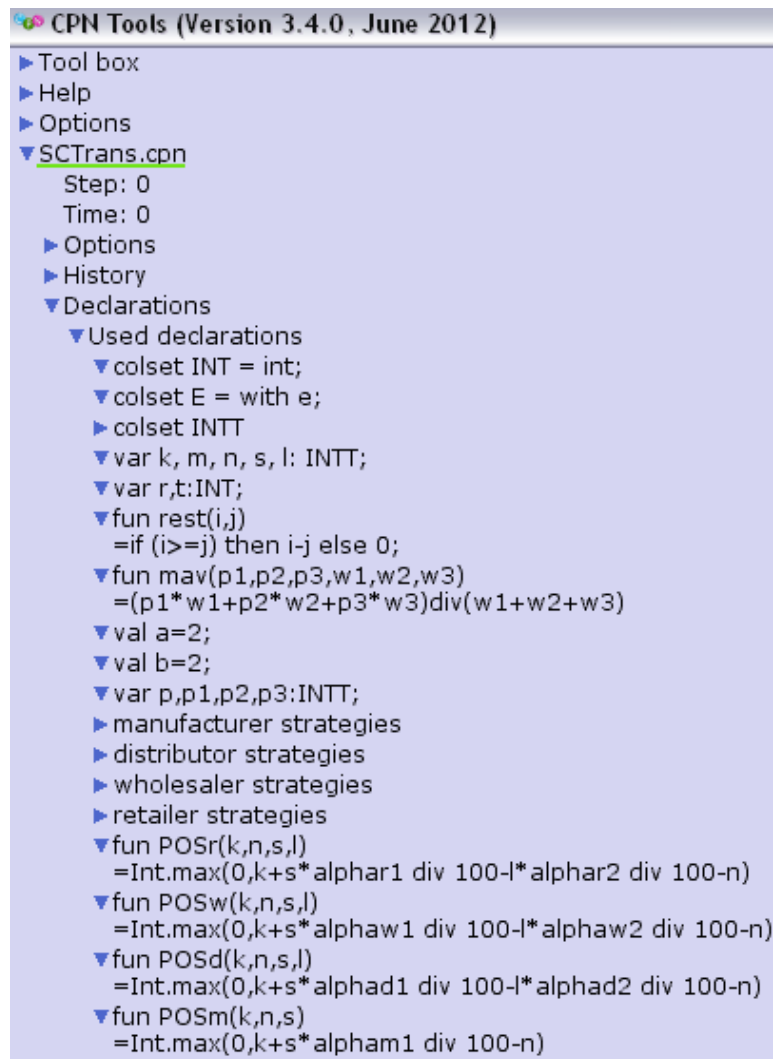 CPN Tools (Version 3.4.0, June 2012)
Tool box
Help
Options
SCTrans.cpn
Step: 0
Time: 0
Options
History
Declarations
Used declarations
colset INT = int;
colset E = with e;
colset INTT
var k, m, n, s, l: INTT;
var r,t:INT;
fun rest(i,j)
=if (i>=j) then i-j else 0;
fun mav(p1,p2,p3,w1,w2,w3)
=(p1*w1+p2*w2+p3*w3)div(w1+w2+w3)
val a=2;
val b=2;
var p,p1,p2,p3:INTT;
manufacturer strategies
distributor strategies
wholesaler strategies
retailer strategies
fun POSr(k,n,s,l)
=Int.max(0,k+s*alphar1 div 100-l*alphar2 div 100-n)
fun POSw(k,n,s,l)
=Int.max(0,k+s*alphaw1 div 100-l*alphaw2 div 100-n)
fun POSd(k,n,s,l)
=Int.max(0,k+s*alphad1 div 100-l*alphad2 div 100-n)
fun POSm(k,n,s)
=Int.max(0,k+s*alpham1 div 100-n)